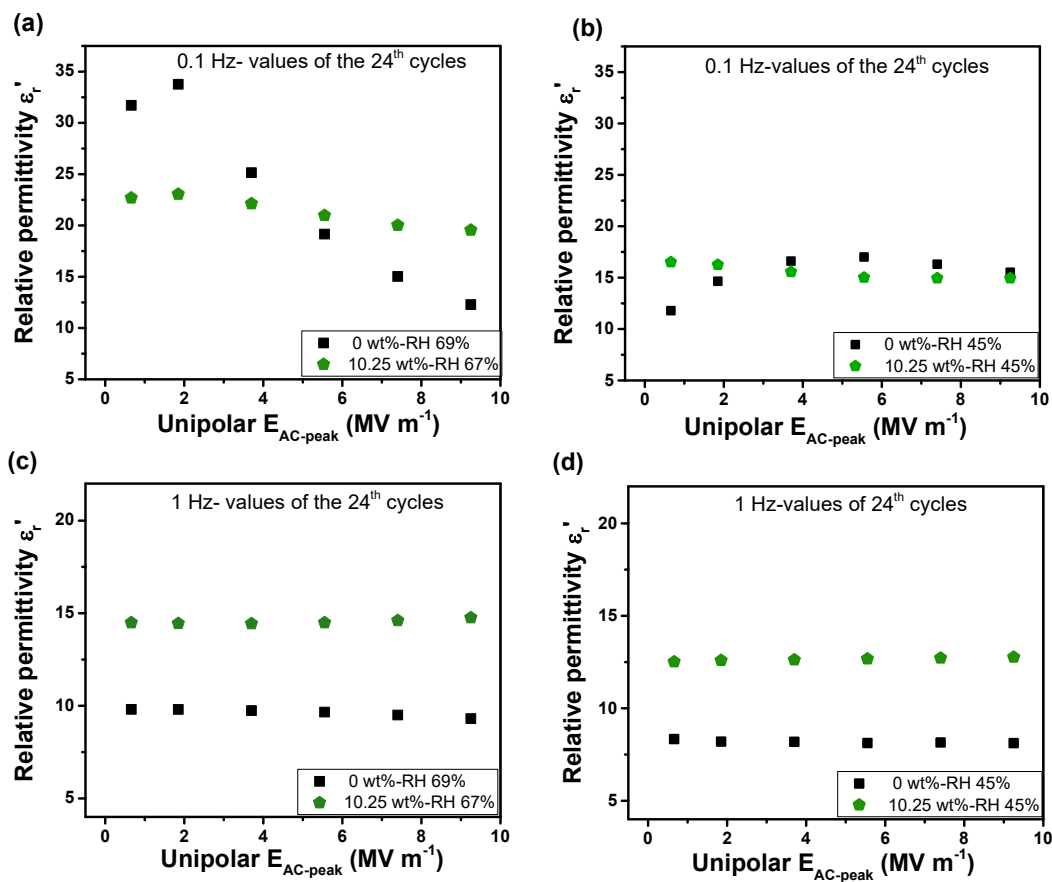 (a)
0.1 Hz- values of the 24th cycles
Relative permittivity εr'
35
30
25
20
15
10
5
0 wt%-RH 69%
10.25 wt%-RH 67%
0 2 4 6 8 10
Unipolar EAC-peak (MV m-1)
(b)
0.1 Hz-values of the 24th cycles
Relative permittivity εr'
35
30
25
20
15
10
5
0 wt%-RH 45%
10.25 wt%-RH 45%
0 2 4 6 8 10
Unipolar EAC-peak (MV m-1)
(c)
1 Hz- values of the 24th cycles
Relative permittivity εr'
20
15
10
5
0 wt%-RH 69%
10.25 wt%-RH 67%
0 2 4 6 8 10
Unipolar EAC-peak (MV m-1)
(d)
1 Hz-values of 24th cycles
Relative permittivity εr'
20
15
10
5
0 wt%-RH 45%
10.25 wt%-RH 45%
0 2 4 6 8 10
Unipolar EAC-peak (MV m-1)